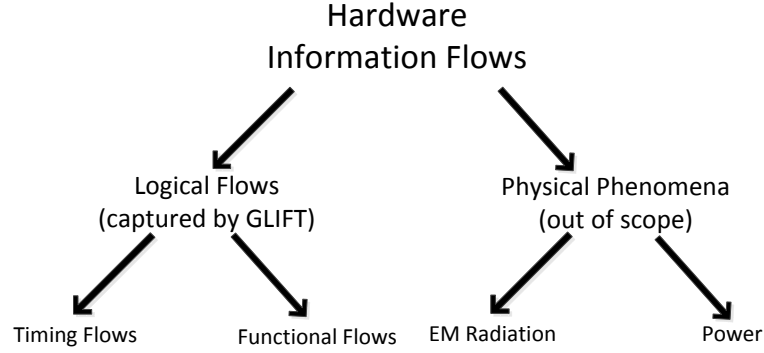 Hardware
Information Flows
Logical Flows
(captured by GLIFT)
Physical Phenomena
(out of scope)
Timing Flows
Functional Flows
EM Radiation
Power